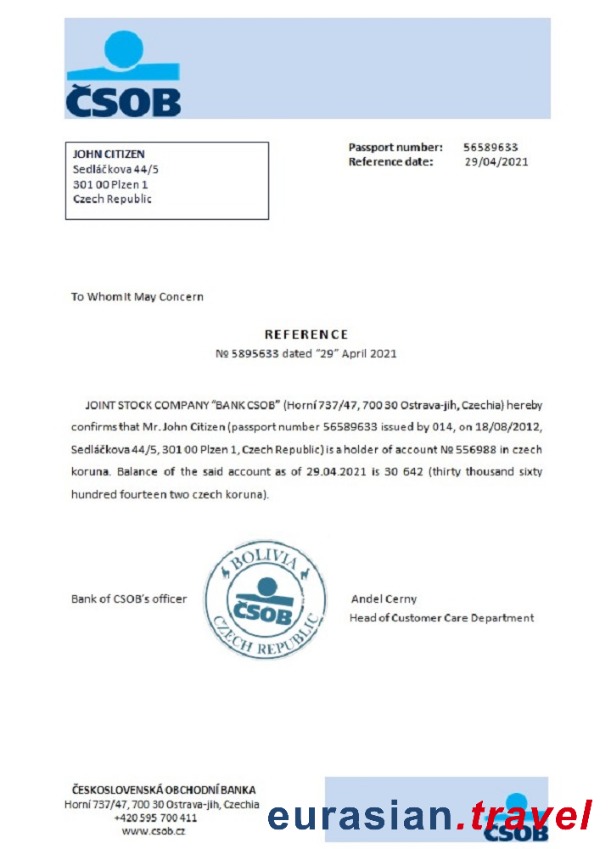 ČSOB
JOHN CITIZEN
Sedláčkova 44/5
301 00 Plzen 1
Czech Republic
Passport number: 56589633
Reference date: 29/04/2021
To Whom It May Concern
REFERENCE
№ 5895633 dated "29" April 2021
JOINT STOCK COMPANY "BANK CSOB" (Horní 737/47, 700 30 Ostrava-jih, Czechia) hereby
confirms that Mr. John Citizen (passport number 56589633 issued by 014, on 18/08/2012,
Sedláčkova 44/5, 301 00 Plzen 1, Czech Republic) is a holder of account № 556988 in czech
koruna. Balance of the said account as of 29.04.2021 is 30 642 (thirty thousand sixty
hundred fourteen two czech koruna).
Bank of CSOB's officer
BOLIVIA
ČSOB
CZECH REPUBLIC
Andel Cerny
Head of Customer Care Department
ČESKOSLOVENSKÁ OBCHODNÍ BANKA
Horní 737/47, 700 30 Ostrava-jih, Czechia
+420 595 700 411
www.csob.cz
eurasian.travel
ČSOB